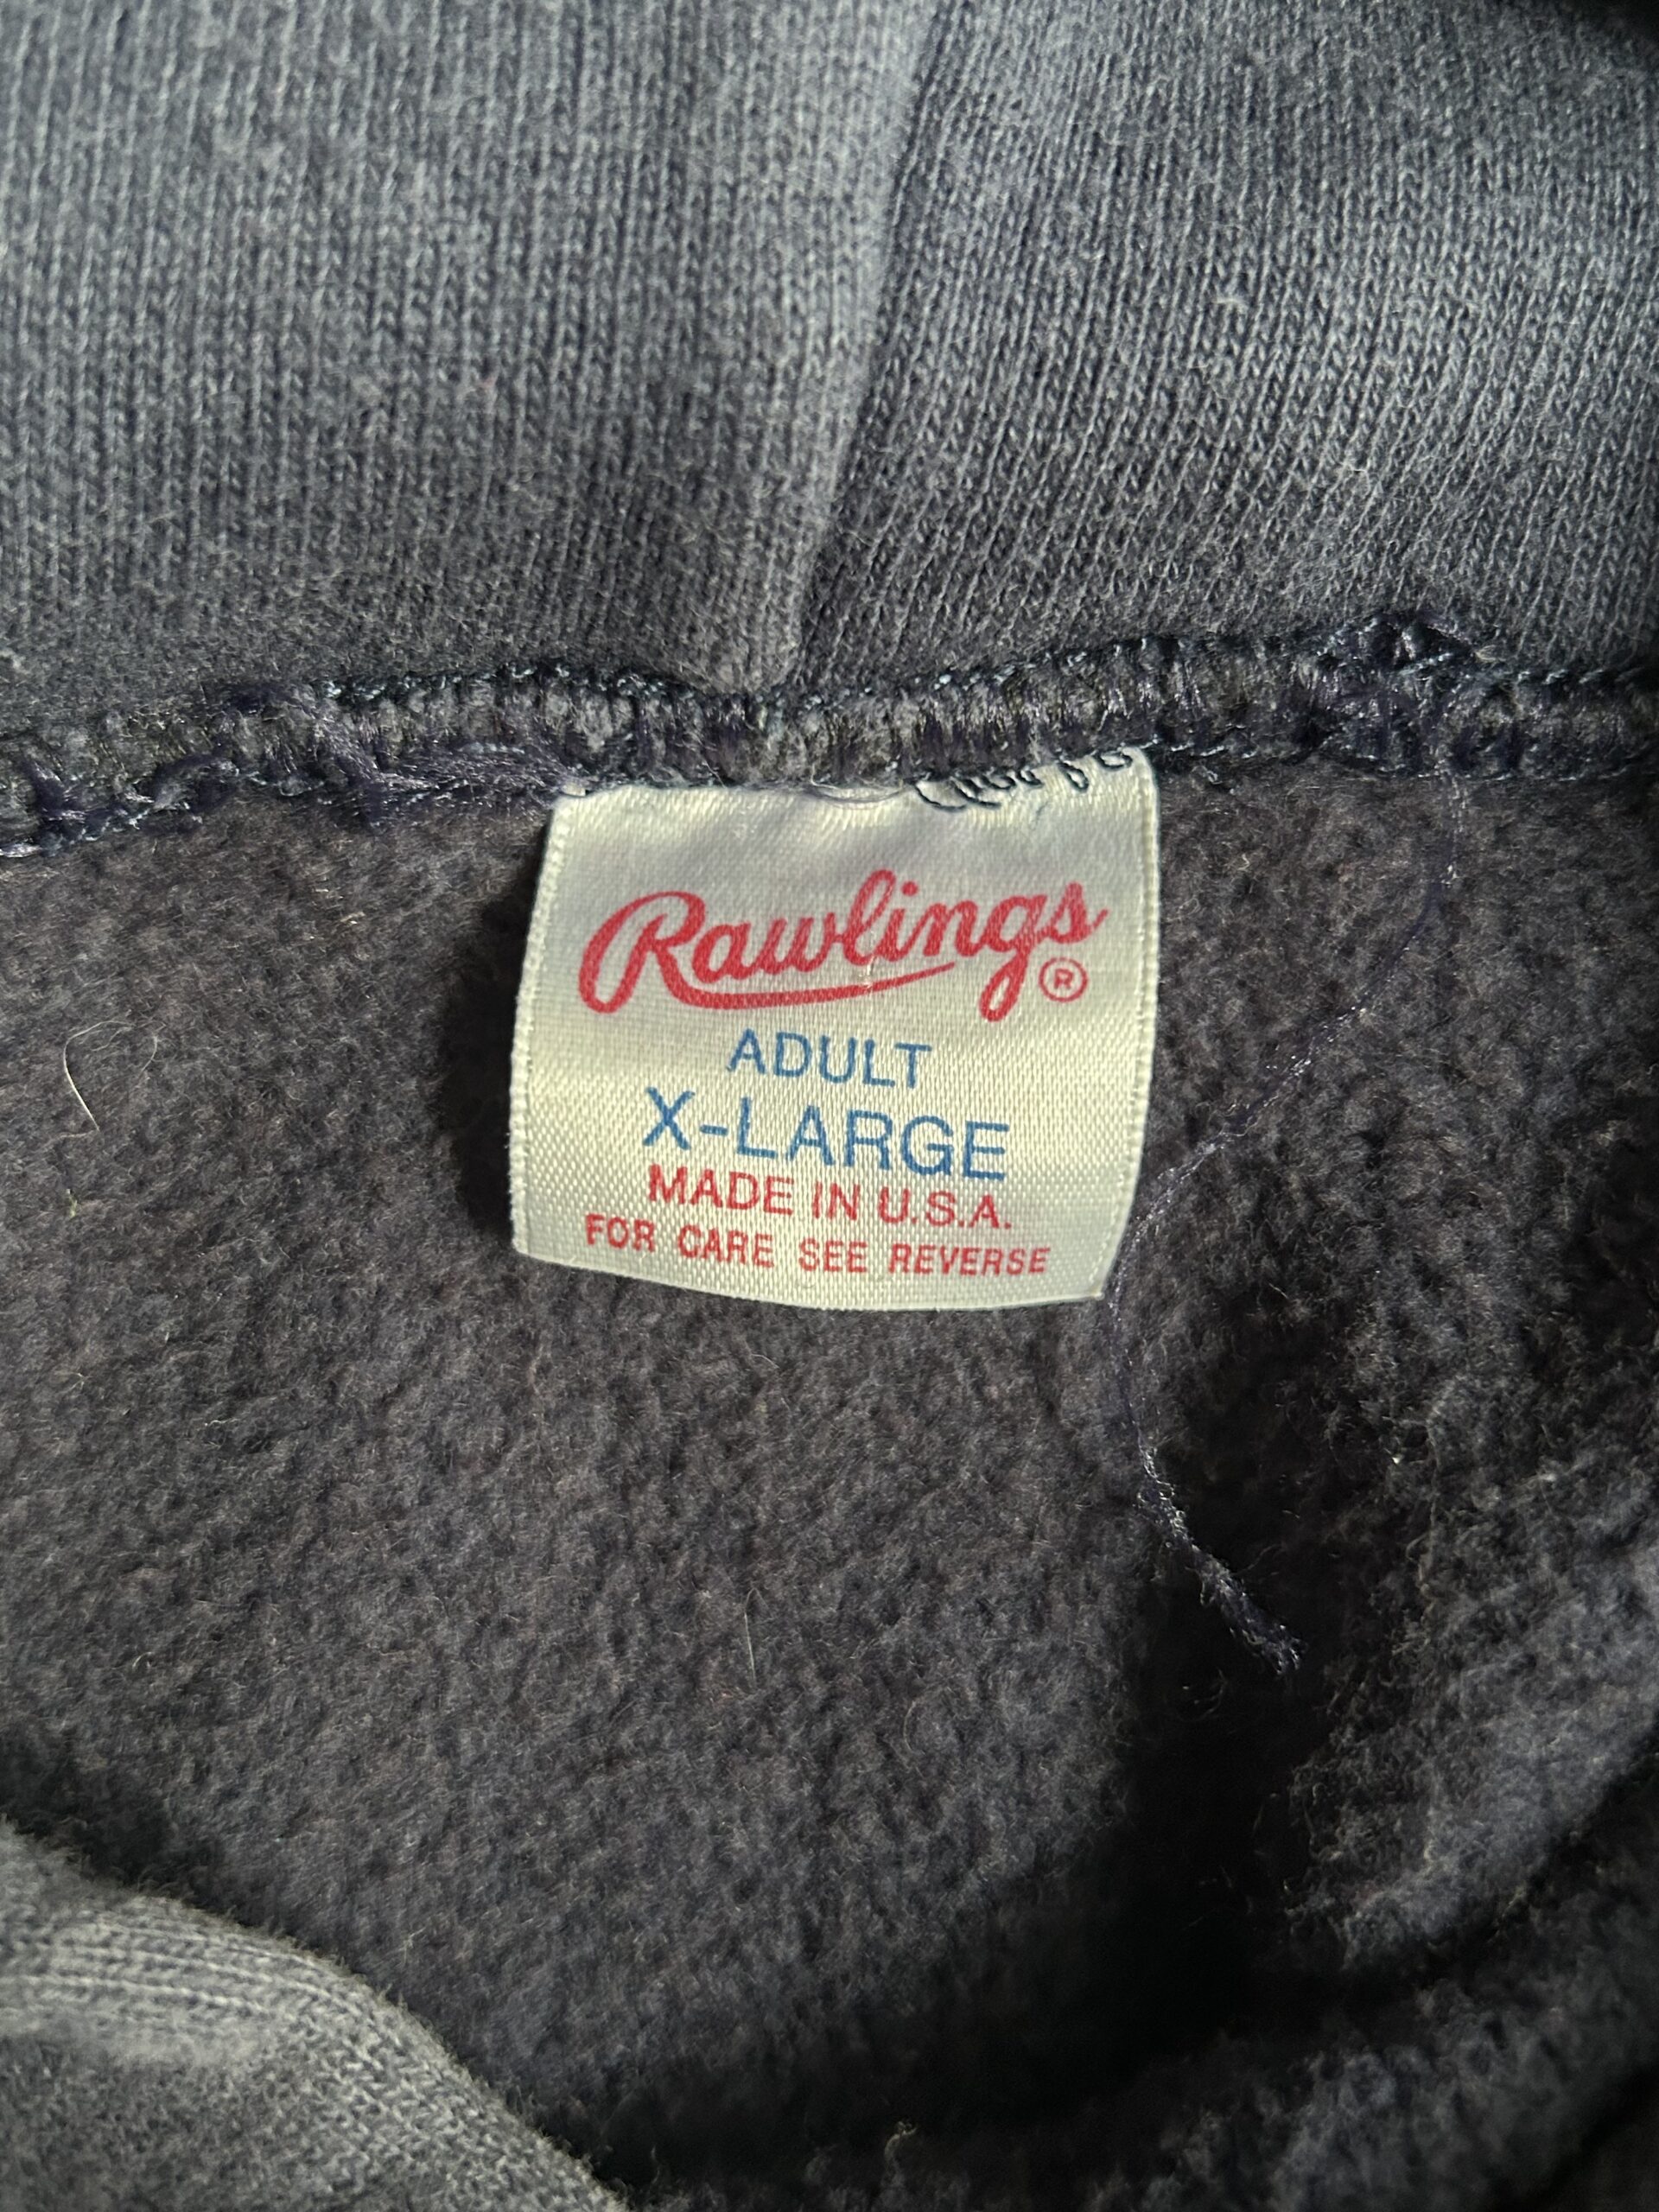 Rawlings®
ADULT
X-LARGE
MADE IN U.S.A.
FOR CARE SEE REVERSE